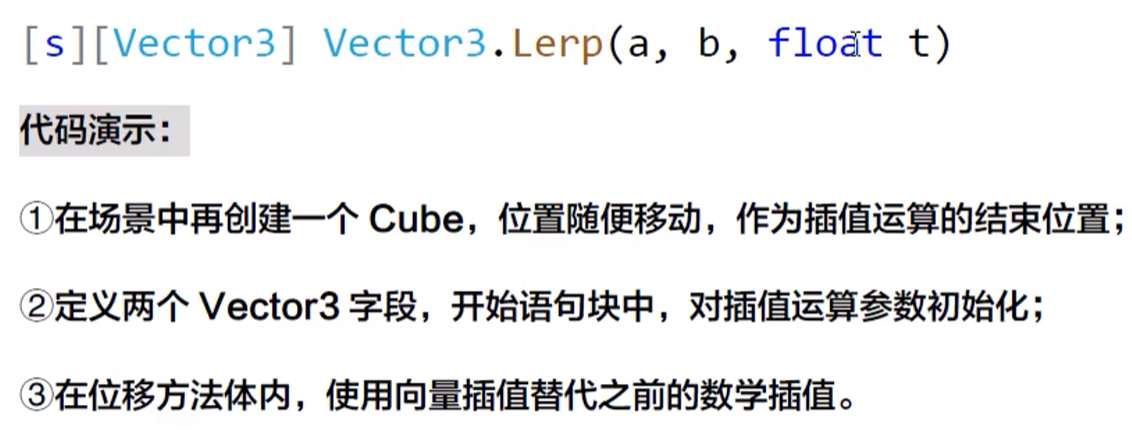 [s][Vector3] Vector3.Lerp(a, b, float t)
代码演示：
①在场景中再创建一个 Cube，位置随便移动，作为插值运算的结束位置；
②定义两个 Vector3 字段，开始语句块中，对插值运算参数初始化；
③在位移方法体内，使用向量插值替代之前的数学插值。